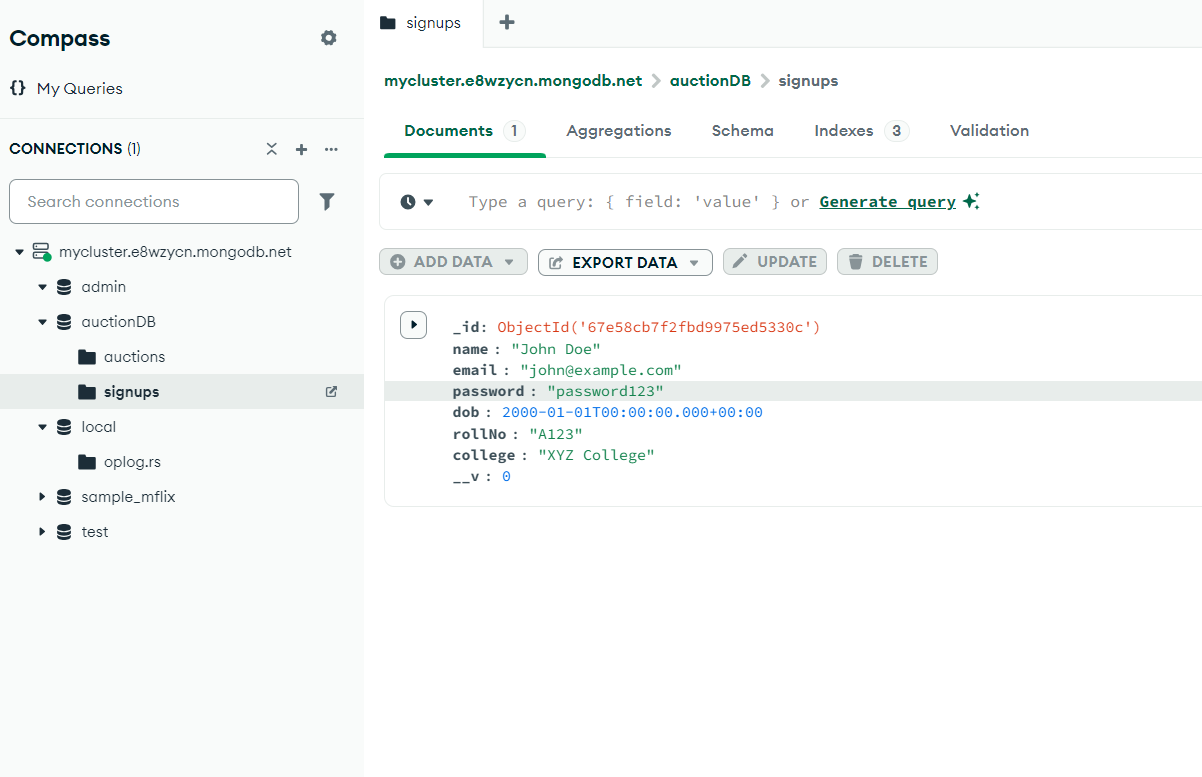 Compass
My Queries
CONNECTIONS (1)
Search connections
mycluster.e8wzycn.mongodb.net
admin
auctionDB
auctions
signups
local
oplog.rs
sample_mflix
test
signups
mycluster.e8wzycn.mongodb.net > auctionDB > signups
Documents 1 Aggregations Schema Indexes 3 Validation
Type a query: { field: 'value' } or Generate query
ADD DATA EXPORT DATA UPDATE DELETE
_id: ObjectId('67e58cb7f2fbd9975ed5330c')
name : "John Doe"
email : "john@example.com"
password : "password123"
dob : 2000-01-01T00:00:00.000+00:00
rollNo : "A123"
college : "XYZ College"
__v : 0